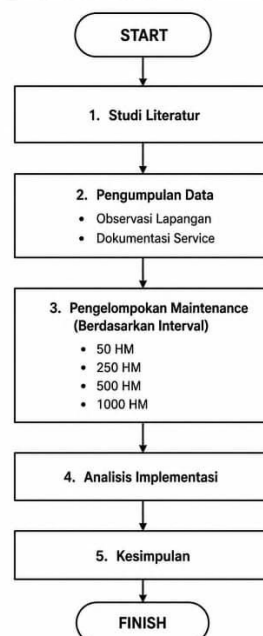 START
1. Studi Literatur
2. Pengumpulan Data
• Observasi Lapangan
• Dokumentasi Service
3. Pengelompokan Maintenance
(Berdasarkan Interval)
• 50 HM
• 250 HM
• 500 HM
• 1000 HM
4. Analisis Implementasi
5. Kesimpulan
FINISH